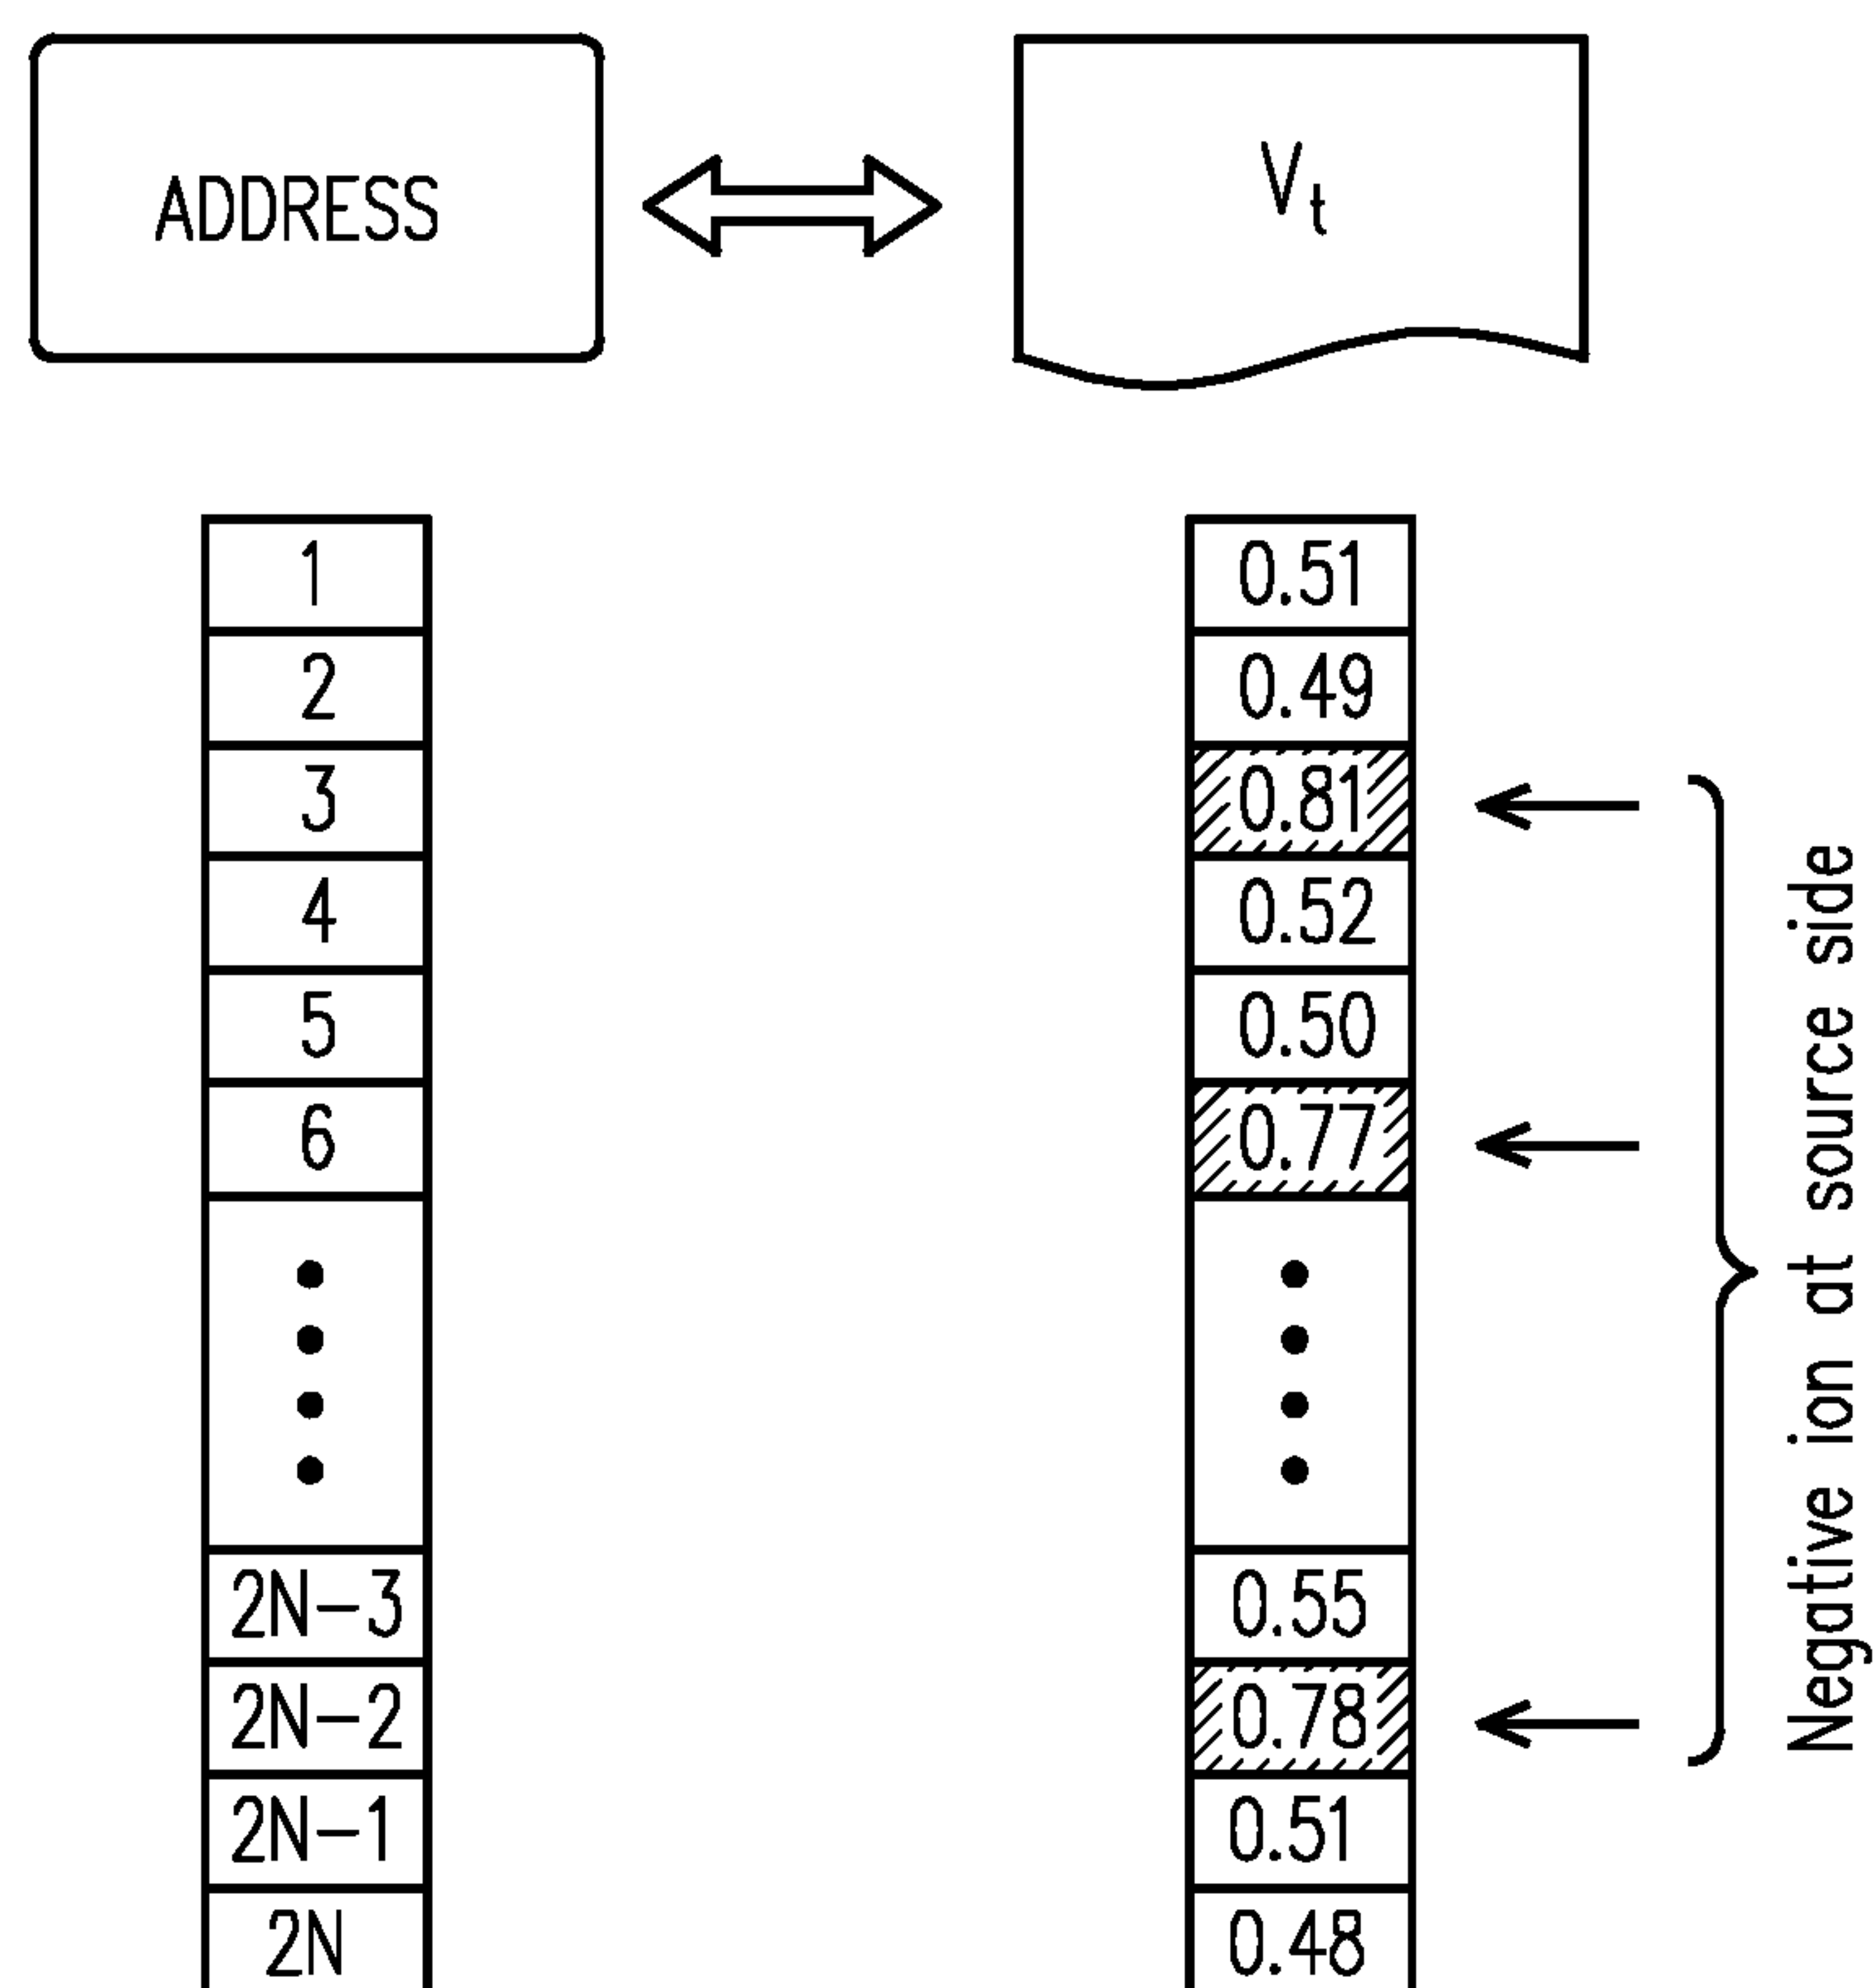 ADDRESS Vt
1 0.51
2 0.49
3 0.81
4 0.52
5 0.50
6 0.77
2N-3 0.55
2N-2 0.78
2N-1 0.51
2N 0.48
Negative ion at source side